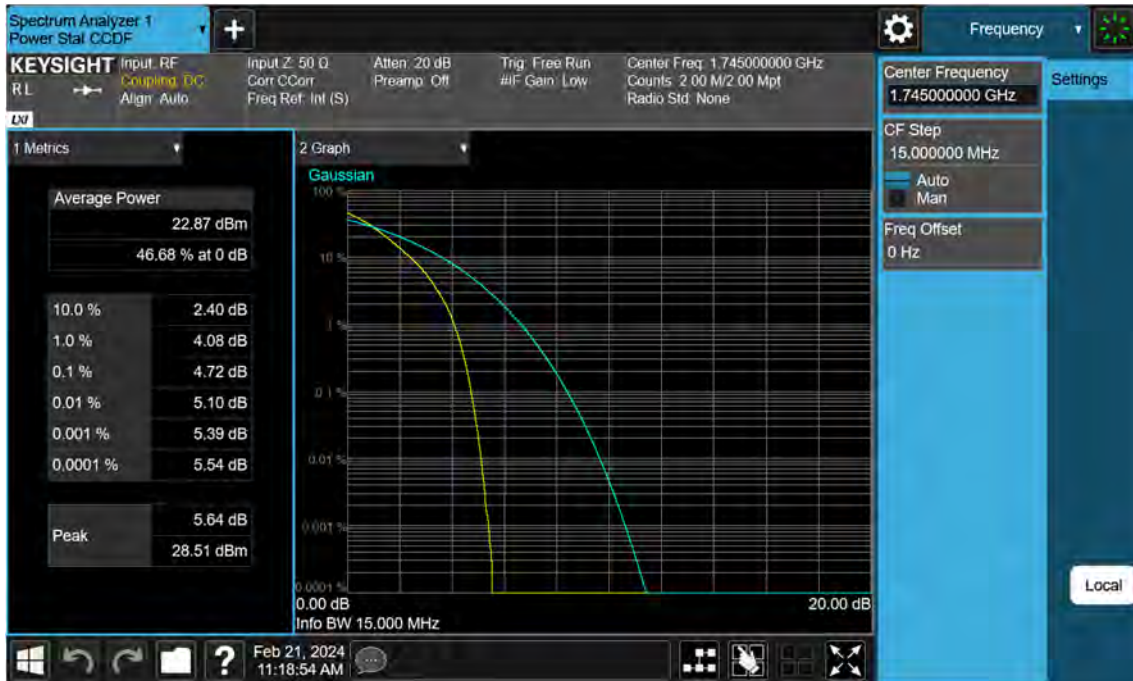 Spectrum Analyzer 1
Power Stat CCDF
+
Frequency
KEYSIGHT
RL
LXI
Input: RF
Coupling: DC
Align: Auto
Input Z: 50 Ω
Corr CCorr
Freq Ref: Int (S)
Atten: 20 dB
Preamp: Off
Trig: Free Run
#IF Gain: Low
Center Freq: 1.745000000 GHz
Counts: 2.00 M/2.00 Mpt
Radio Std: None
Center Frequency
1.745000000 GHz
Settings
CF Step
15.000000 MHz
Auto
Man
Freq Offset
0 Hz
1 Metrics
Average Power
22.87 dBm
46.68 % at 0 dB
10.0 % 2.40 dB
1.0 % 4.08 dB
0.1 % 4.72 dB
0.01 % 5.10 dB
0.001 % 5.39 dB
0.0001 % 5.54 dB
Peak
5.64 dB
28.51 dBm
2 Graph
Gaussian
100 %
10 %
1 %
0.1 %
0.01 %
0.001 %
0.0001 %
0.00 dB 20.00 dB
Info BW 15.000 MHz
Local
?
Feb 21, 2024
11:18:54 AM